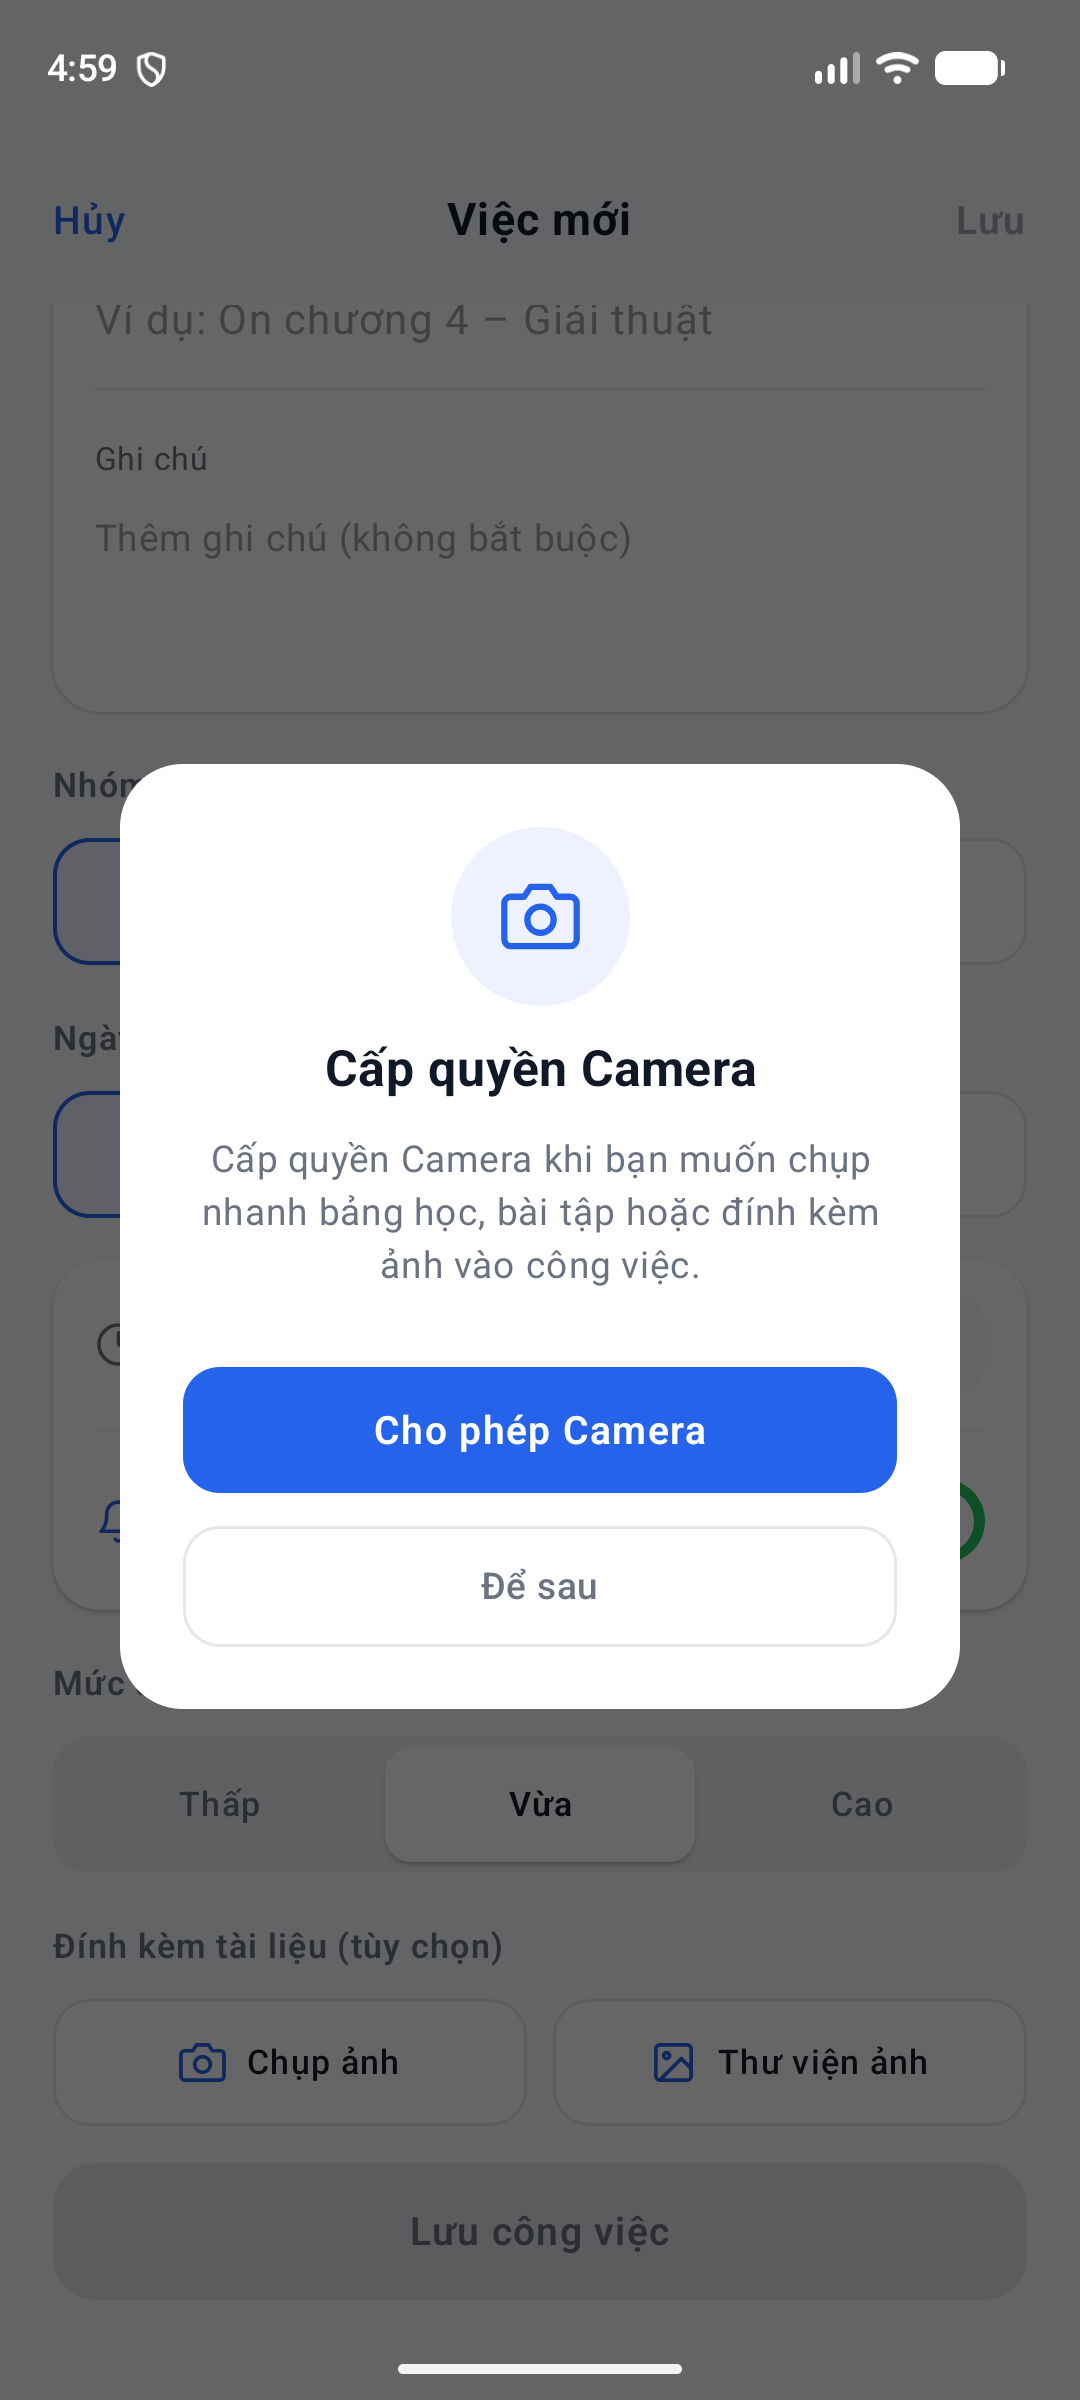 4:59
Hủy
Việc mới
Lưu
Ví dụ: Ôn chương 4 – Giải thuật
Ghi chú
Thêm ghi chú (không bắt buộc)
Cấp quyền Camera
Cấp quyền Camera khi bạn muốn chụp
nhanh bảng học, bài tập hoặc đính kèm
ảnh vào công việc.
Cho phép Camera
Để sau
Mức
Thấp
Vừa
Cao
Đính kèm tài liệu (tùy chọn)
Chụp ảnh
Thư viện ảnh
Lưu công việc